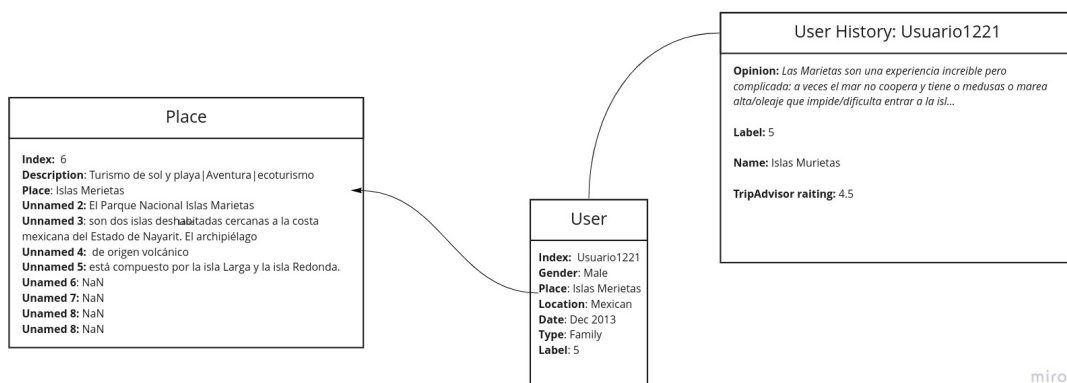 Place
Index: 6
Description: Turismo de sol y playa|Aventura|ecoturismo
Place: Islas Merietas
Unnamed 2: El Parque Nacional Islas Marietas
Unnamed 3: son dos islas deshabitadas cercanas a la costa
mexicana del Estado de Nayarit. El archipiélago
Unnamed 4: de origen volcánico
Unnamed 5: está compuesto por la isla Larga y la isla Redonda.
Unamed 6: NaN
Unnamed 7: NaN
Unnamed 8: NaN
Unnamed 8: NaN
User
Index: Usuario1221
Gender: Male
Place: Islas Merietas
Location: Mexican
Date: Dec 2013
Type: Family
Label: 5
User History: Usuario1221
Opinion: Las Marietas son una experiencia increible pero
complicada: a veces el mar no coopera y tiene o medusas o marea
alta/oleaje que impide/dificulta entrar a la isl...
Label: 5
Name: Islas Murietas
TripAdvisor raiting: 4.5
miro